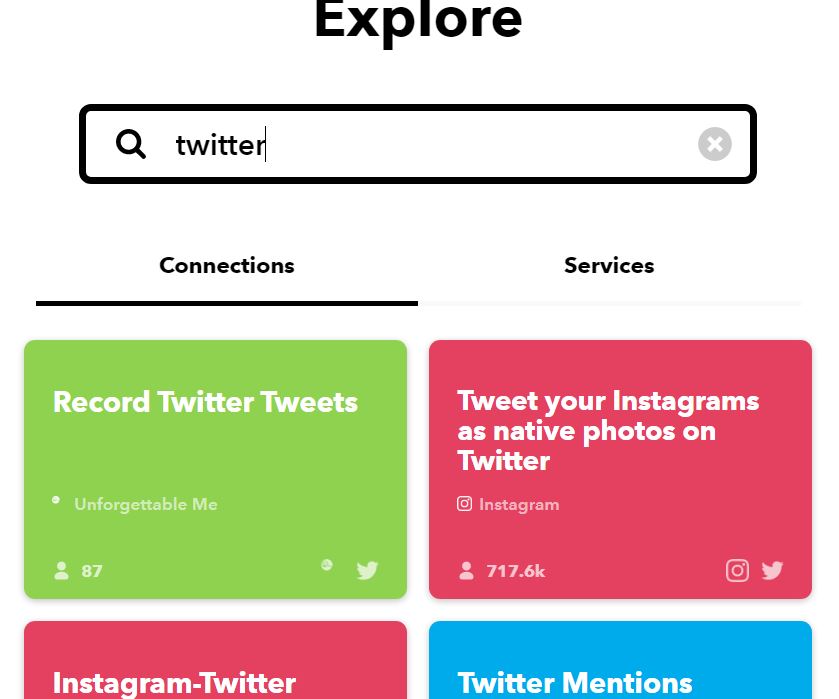 Explore
twitter
Connections
Services
Record Twitter Tweets
Unforgettable Me
87
Tweet your Instagrams
as native photos on
Twitter
Instagram
717.6k
Instagram-Twitter
Twitter Mentions